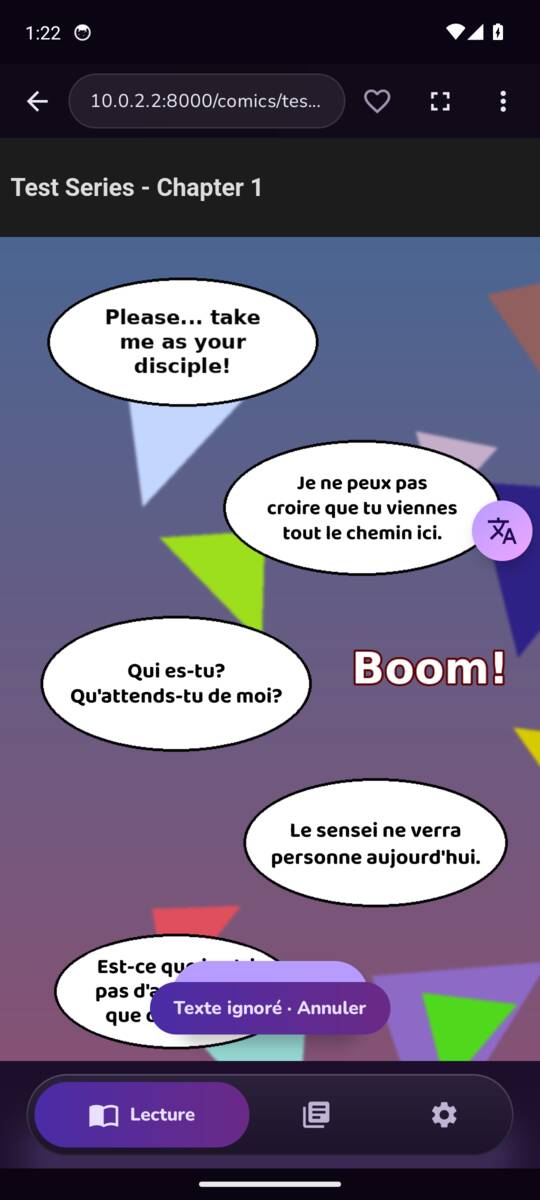 1:22
10.0.2.2:8000/comics/tes...
Test Series - Chapter 1
Please... take
me as your
disciple!
Je ne peux pas
croire que tu viennes
tout le chemin ici.
Qui es-tu?
Qu'attends-tu de moi?
Boom!
Le sensei ne verra
personne aujourd'hui.
Est-ce que
pas
que
Texte ignoré · Annuler
Lecture